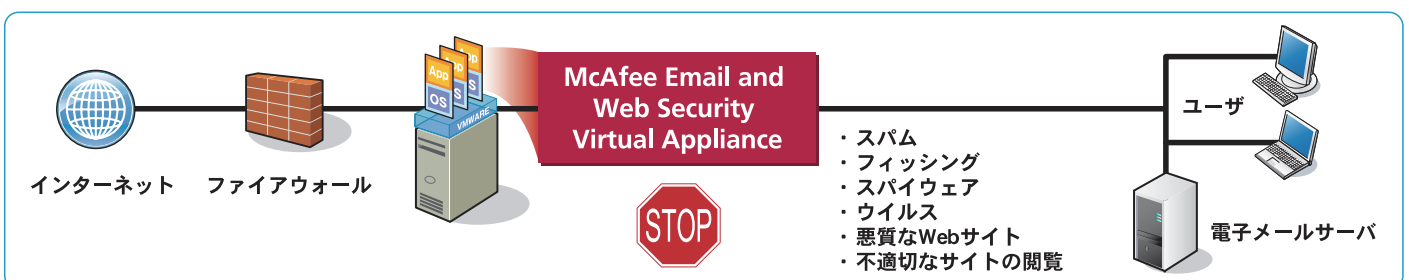 インターネット
ファイアウォール
App
App
App
OS
S
S
VMWARE
McAfee Email and
Web Security
Virtual Appliance
STOP
・スパム
・フィッシング
・スパイウェア
・ウイルス
・悪質なWebサイト
・不適切なサイトの閲覧
ユーザ
電子メールサーバ